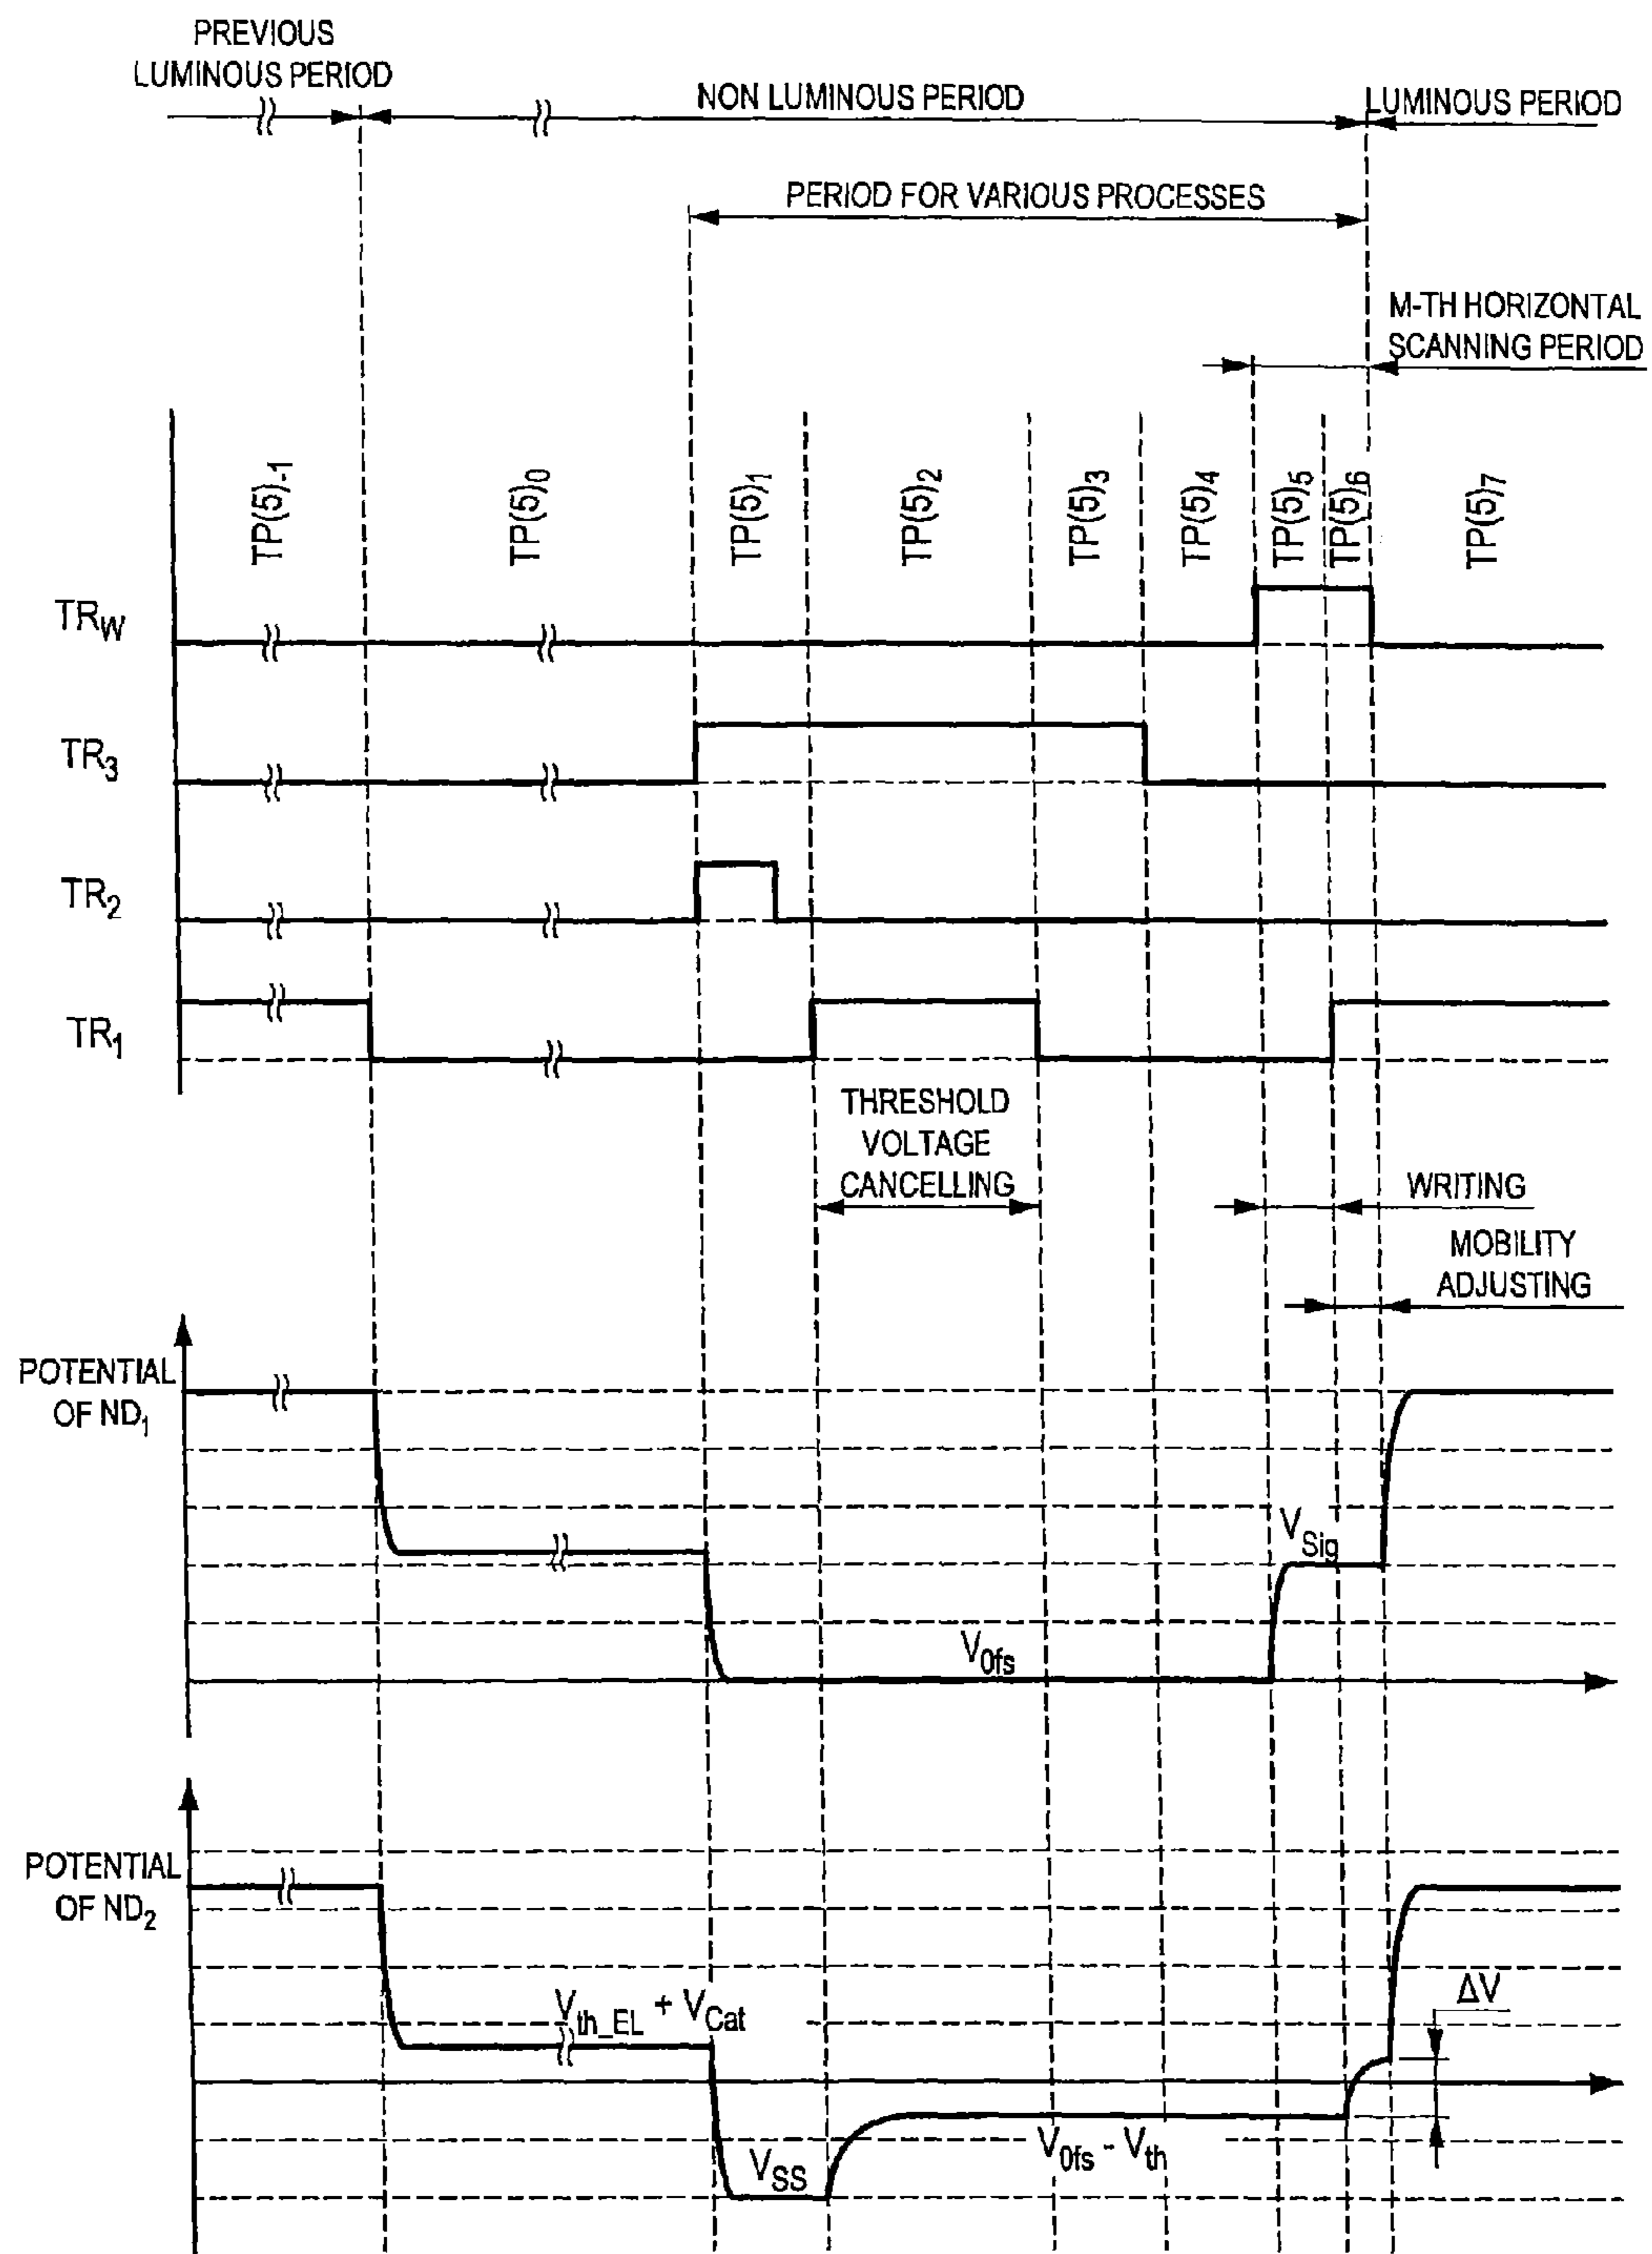 PREVIOUS
LUMINOUS PERIOD
NON LUMINOUS PERIOD
LUMINOUS PERIOD
PERIOD FOR VARIOUS PROCESSES
M-TH HORIZONTAL
SCANNING PERIOD
TP(5)-1
TP(5)0
TP(5)1
TP(5)2
TP(5)3
TP(5)4
TP(5)5
TP(5)6
TP(5)7
TRW
TR3
TR2
TR1
THRESHOLD
VOLTAGE
CANCELLING
WRITING
MOBILITY
ADJUSTING
POTENTIAL
OF ND1
VSig
V0fs
POTENTIAL
OF ND2
Vth_EL + VCat
ΔV
VSS
V0fs - Vth